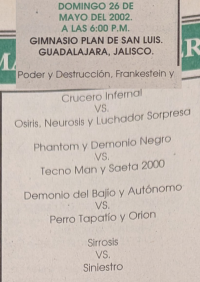 DOMINGO 26 DE
MAYO DEL 2002.
A LAS 6:00 P.M.
GIMNASIO PLAN DE SAN LUIS.
GUADALAJARA, JALISCO.
Poder y Destrucción, Frankestein y
Crucero Infernal
VS.
Osiris, Neurosis y Luchador Sorpresa
Phantom y Demonio Negro
VS.
Tecno Man y Saeta 2000
Demonio del Bajío y Autónomo
VS.
Perro Tapatío y Orion
Sirrosis
VS.
Siniestro